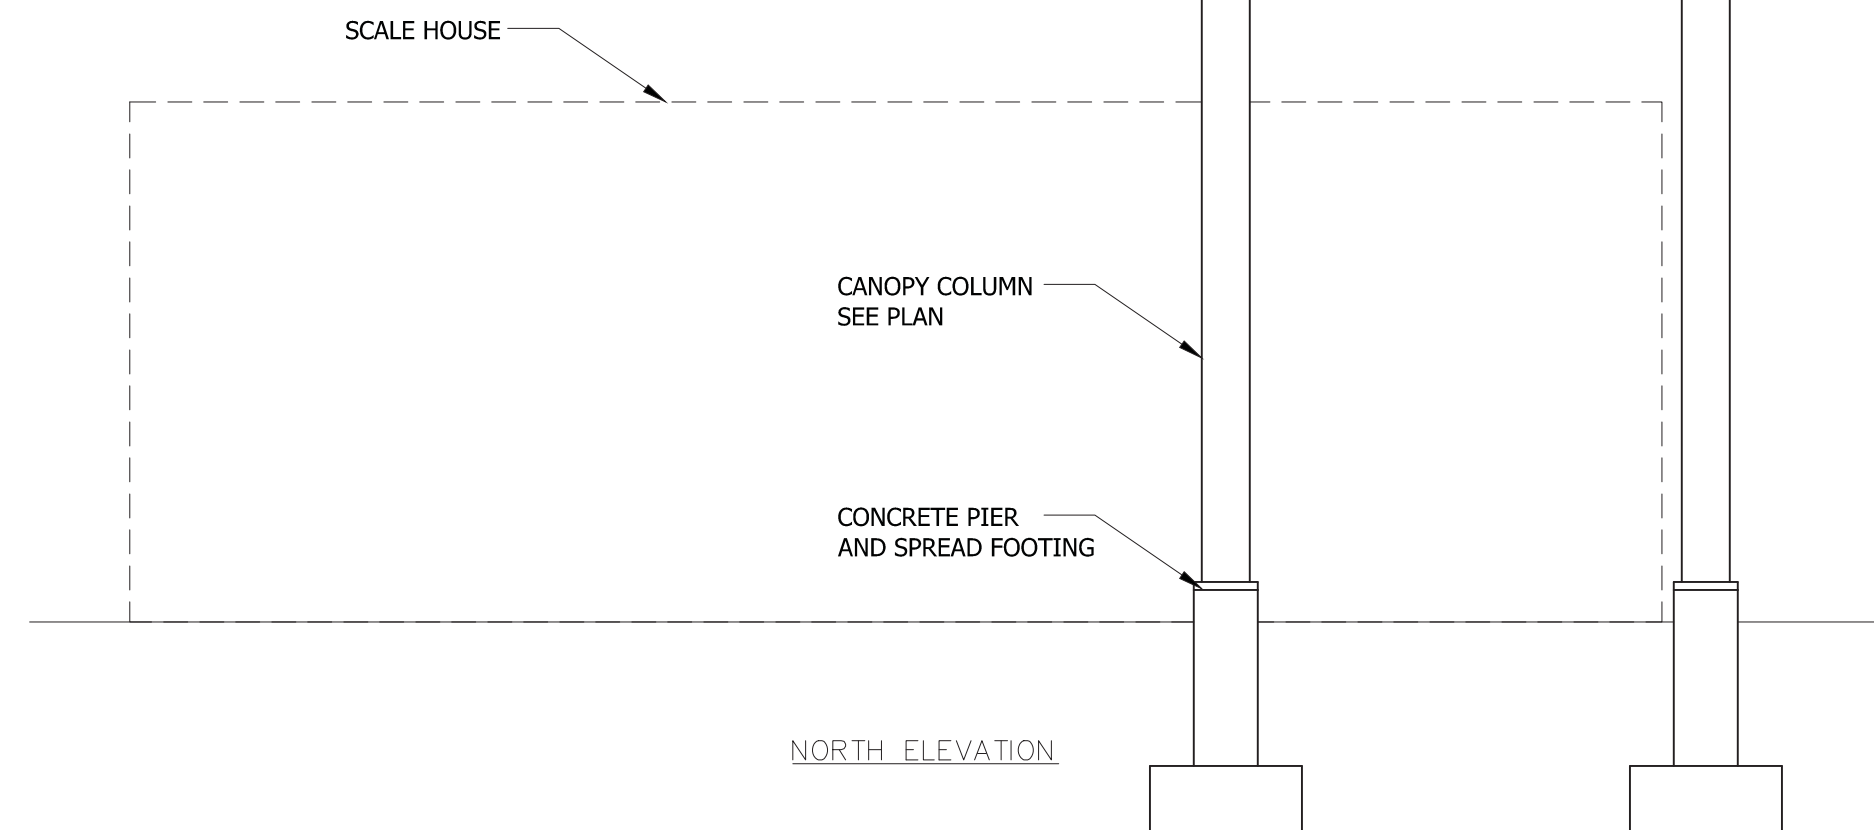 SCALE HOUSE
CANOPY COLUMN
SEE PLAN
CONCRETE PIER
AND SPREAD FOOTING
NORTH ELEVATION